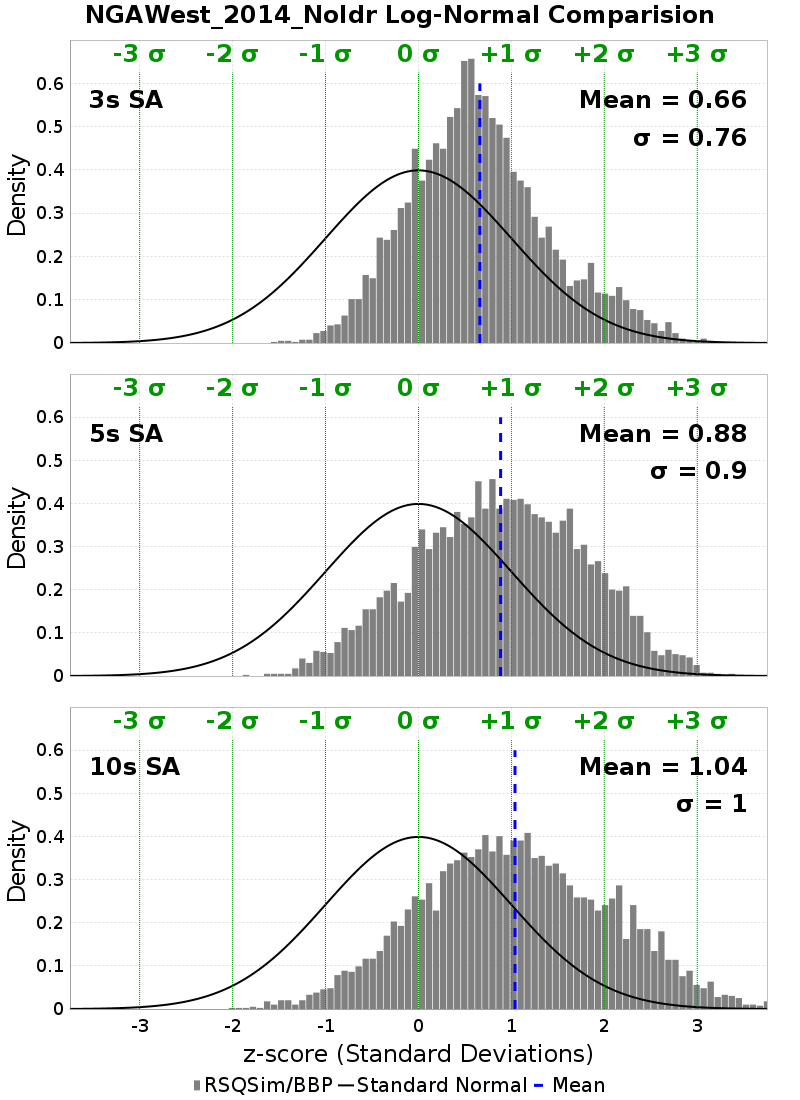 NGAWest_2014_NoIdr Log-Normal Comparision
-3 σ -2 σ -1 σ 0 σ +1 σ +2 σ +3 σ
3s SA
Mean = 0.66
σ = 0.76
0.6
0.5
0.4
0.3
0.2
0.1
0
Density
-3 σ -2 σ -1 σ 0 σ +1 σ +2 σ +3 σ
5s SA
Mean = 0.88
σ = 0.9
0.6
0.5
0.4
0.3
0.2
0.1
0
Density
-3 σ -2 σ -1 σ 0 σ +1 σ +2 σ +3 σ
10s SA
Mean = 1.04
σ = 1
0.6
0.5
0.4
0.3
0.2
0.1
0
Density
-3 -2 -1 0 1 2 3
z-score (Standard Deviations)
RSQSim/BBP Standard Normal Mean